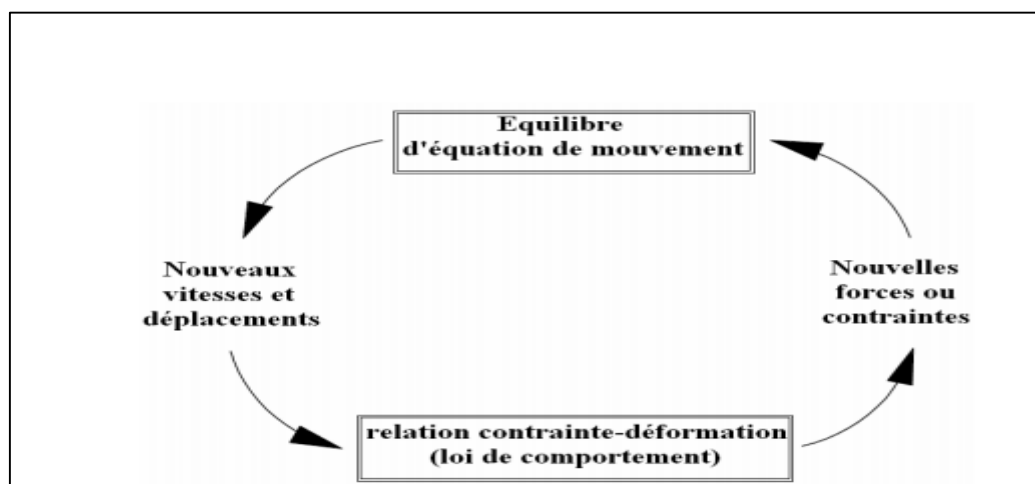 Equilibre
d'équation de mouvement
Nouveaux
vitesses et
déplacements
Nouvelles
forces ou
contraintes
relation contrainte-déformation
(loi de comportement)